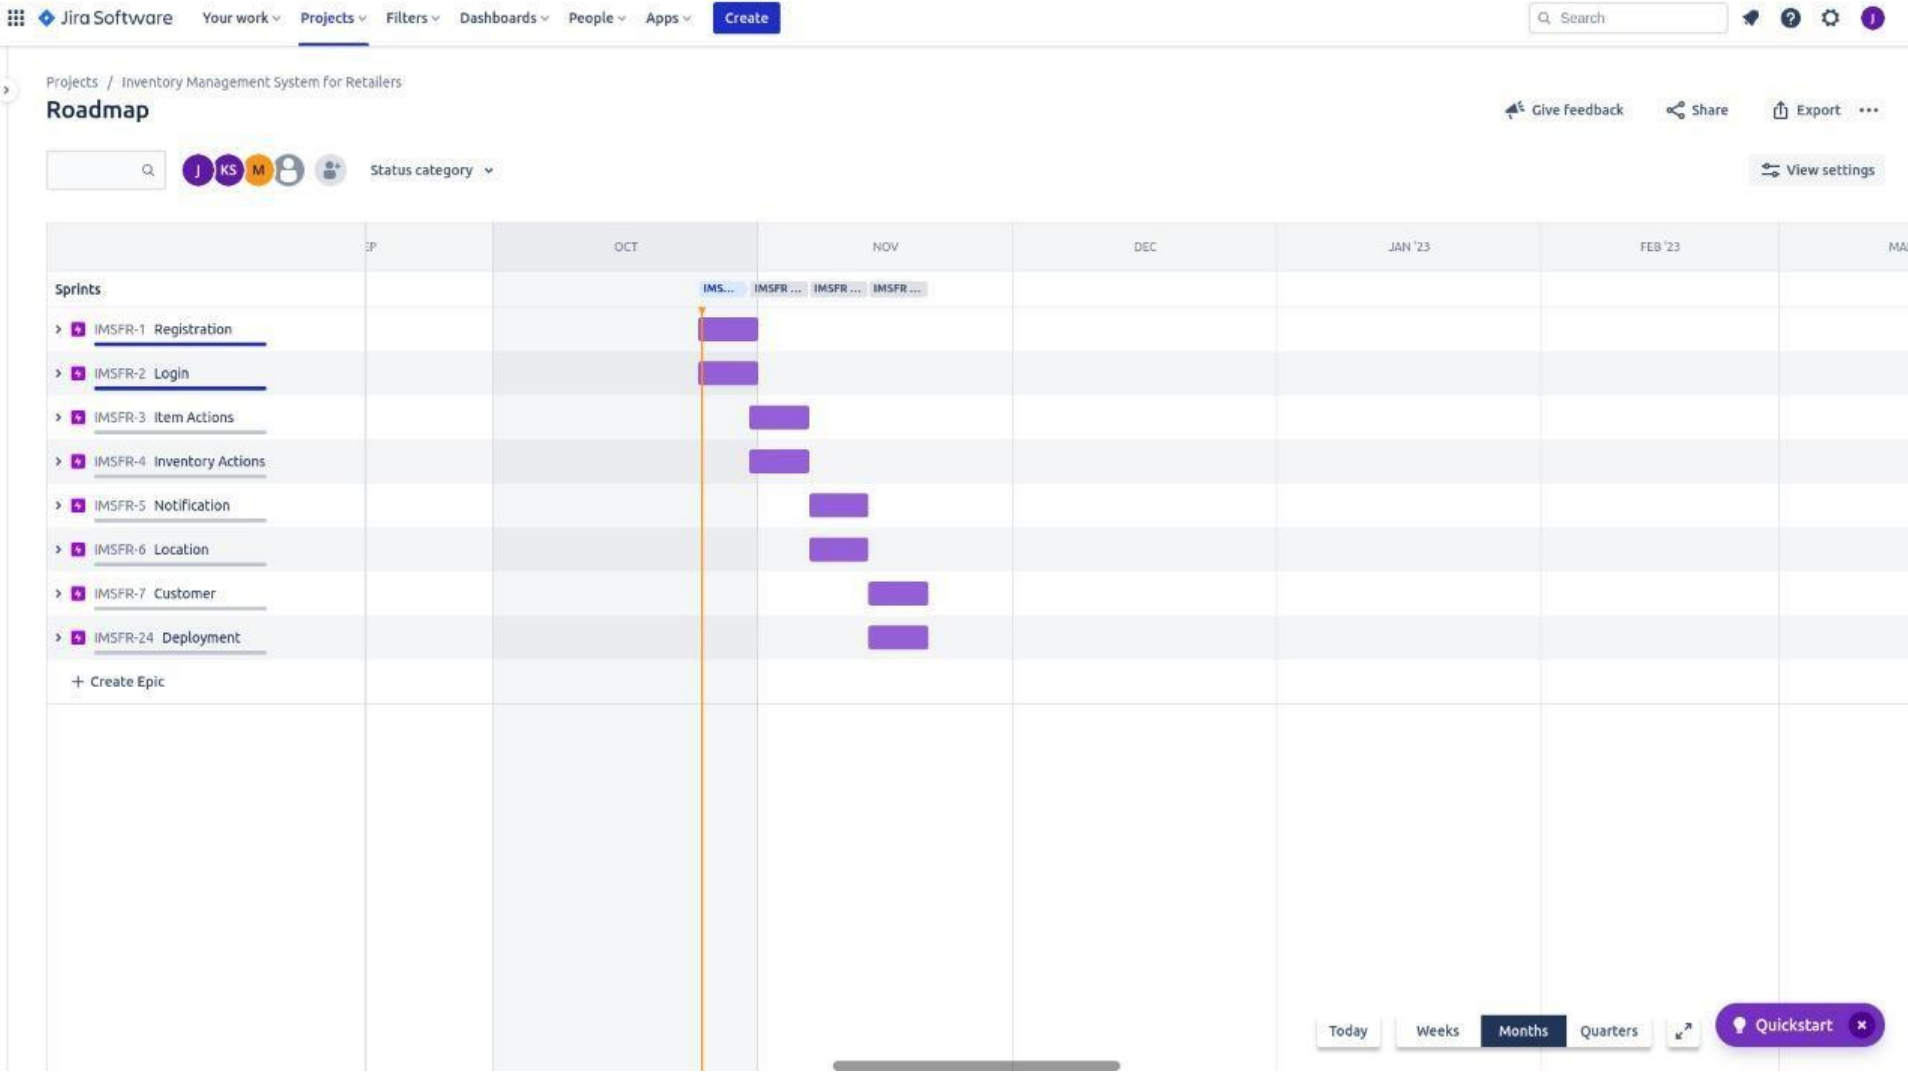 Jira Software Your work Projects Filters Dashboards People Apps Create Search J
Projects / Inventory Management System for Retailers
Roadmap
Give feedback Share Export
J KS M Status category View settings
EP OCT NOV DEC JAN '23 FEB '23 MA
Sprints IMS... IMSFR ... IMSFR ... IMSFR ...
IMSFR-1 Registration
IMSFR-2 Login
IMSFR-3 Item Actions
IMSFR-4 Inventory Actions
IMSFR-5 Notification
IMSFR-6 Location
IMSFR-7 Customer
IMSFR-24 Deployment
+ Create Epic
Today Weeks Months Quarters Quickstart